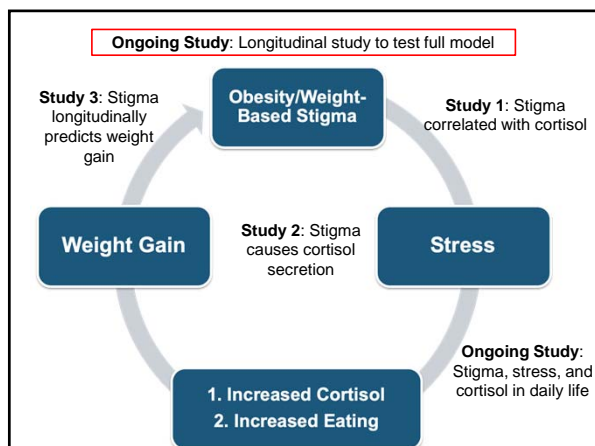 Ongoing Study: Longitudinal study to test full model
Study 3: Stigma
longitudinally
predicts weight
gain
Obesity/Weight-
Based Stigma
Study 1: Stigma
correlated with cortisol
Weight Gain
Study 2: Stigma
causes cortisol
secretion
Stress
Ongoing Study:
Stigma, stress, and
cortisol in daily life
1. Increased Cortisol
2. Increased Eating